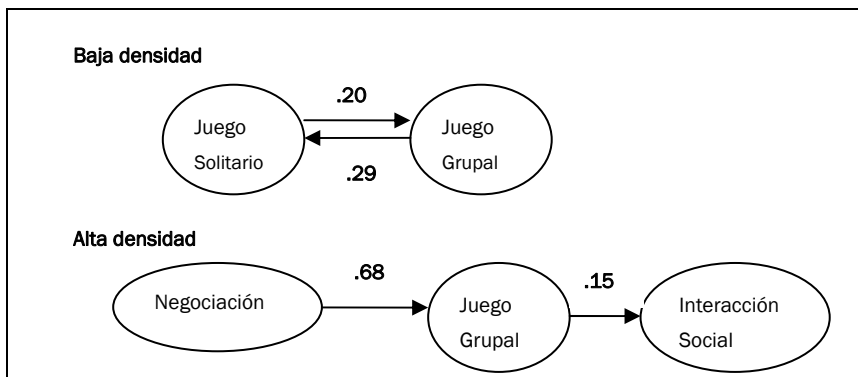 Baja densidad
.20
Juego
Solitario
Juego
Grupal
.29
Alta densidad
Negociación
.68
Juego
Grupal
.15
Interacción
Social